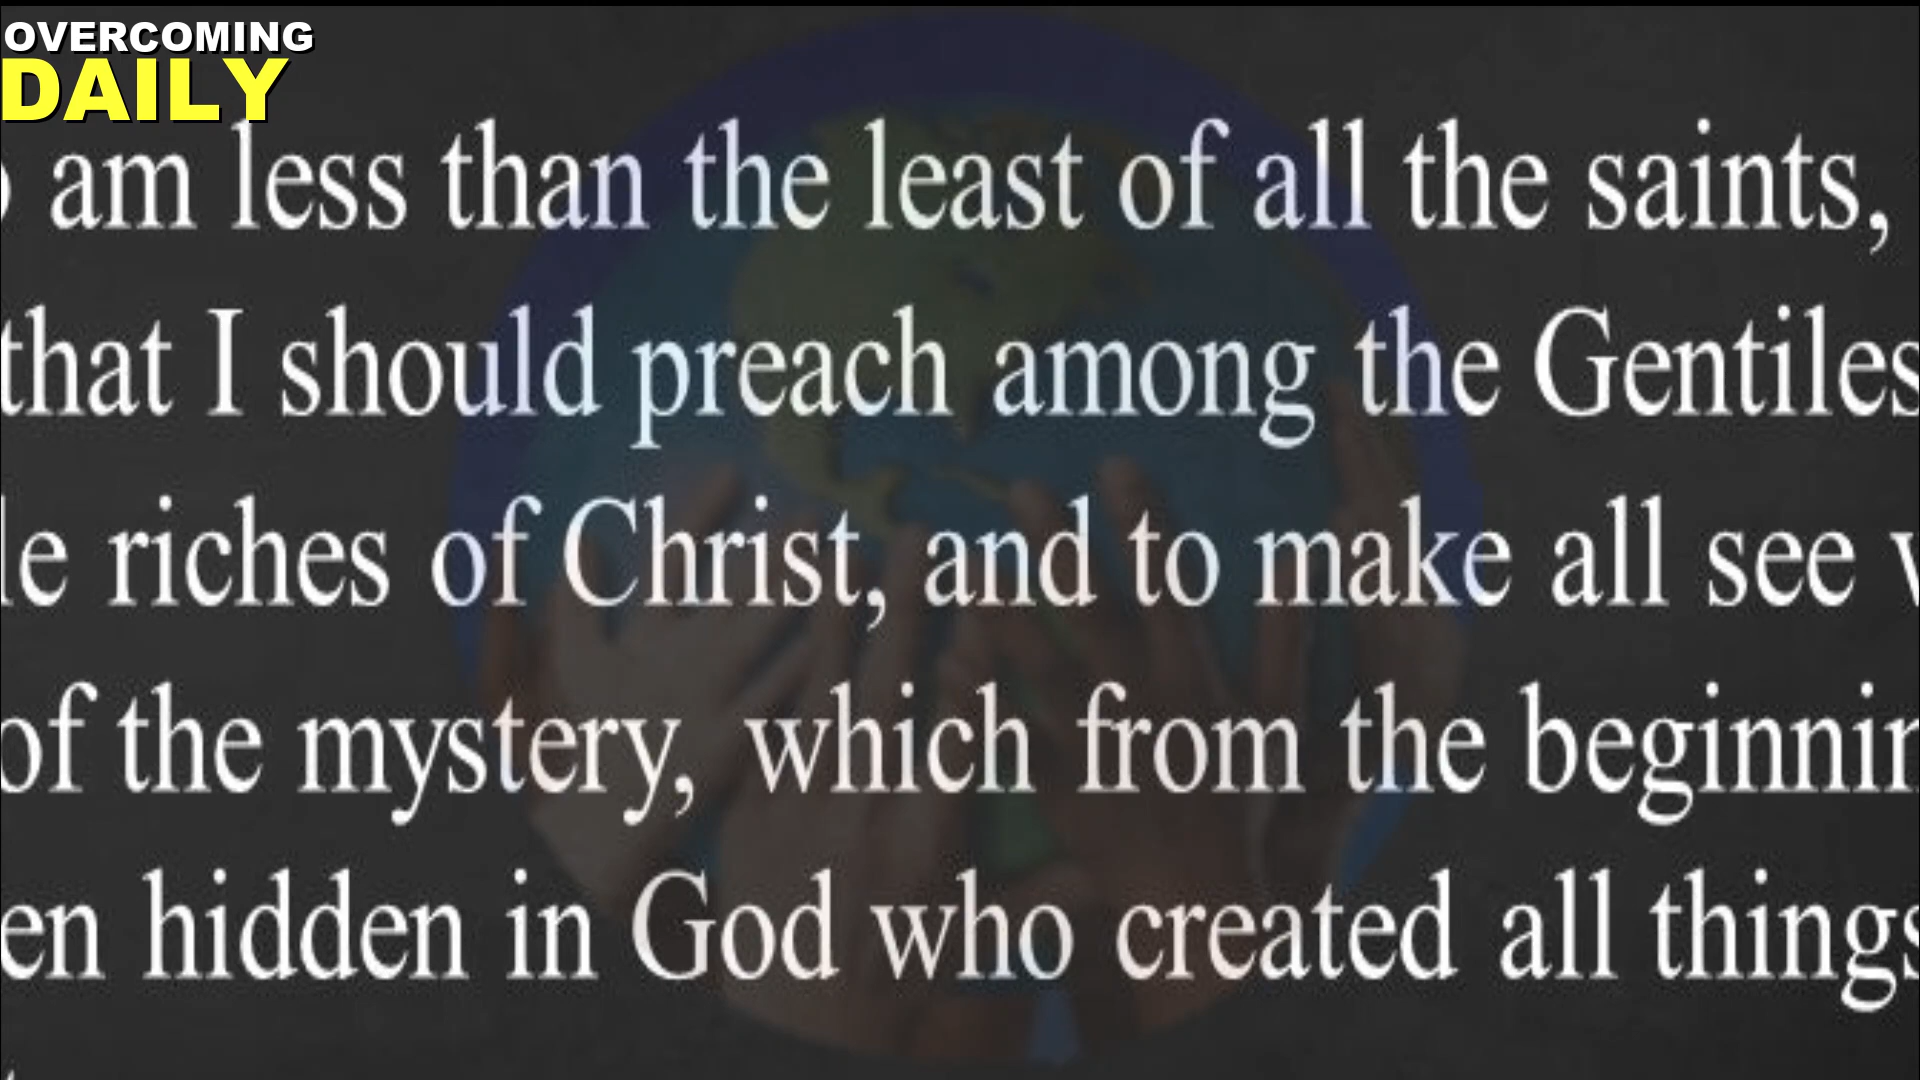 OVERCOMING
DAILY
am less than the least of all the saints,
that I should preach among the Gentiles
riches of Christ, and to make all see
of the mystery, which from the
hidden in God who created all things